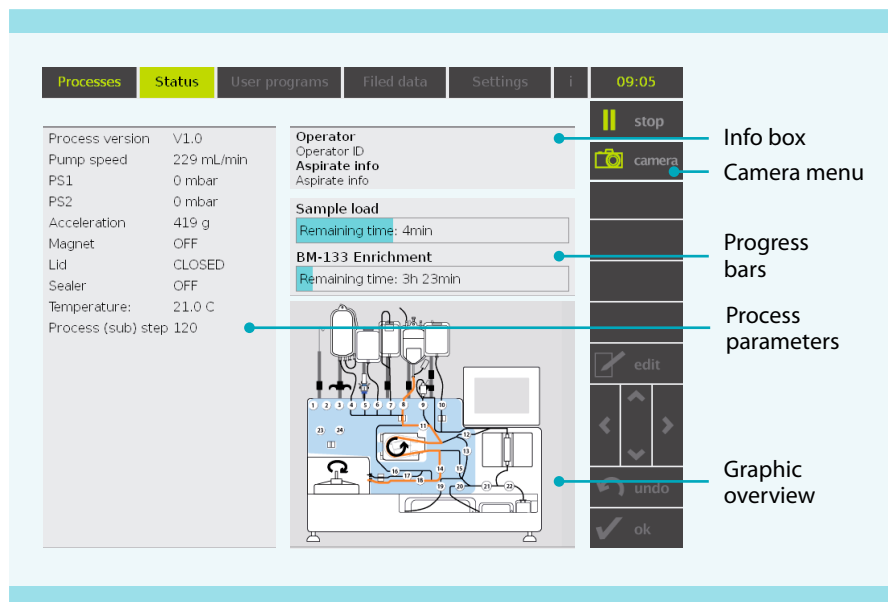 Processes Status User programs Filed data Settings i 09:05
stop
camera
Process version V1.0
Pump speed 229 mL/min
PS1 0 mbar
PS2 0 mbar
Acceleration 419 g
Magnet OFF
Lid CLOSED
Sealer OFF
Temperature: 21.0 C
Process (sub) step 120
Operator
Operator ID
Aspirate info
Aspirate info
Sample load
Remaining time: 4min
BM-133 Enrichment
Remaining time: 3h 23min
1 2 3 4 5 6 7 8 9 10
11
12
23 24
13
16 17 18 14 15
19 20 21 22
edit
undo
ok
Info box
Camera menu
Progress
bars
Process
parameters
Graphic
overview